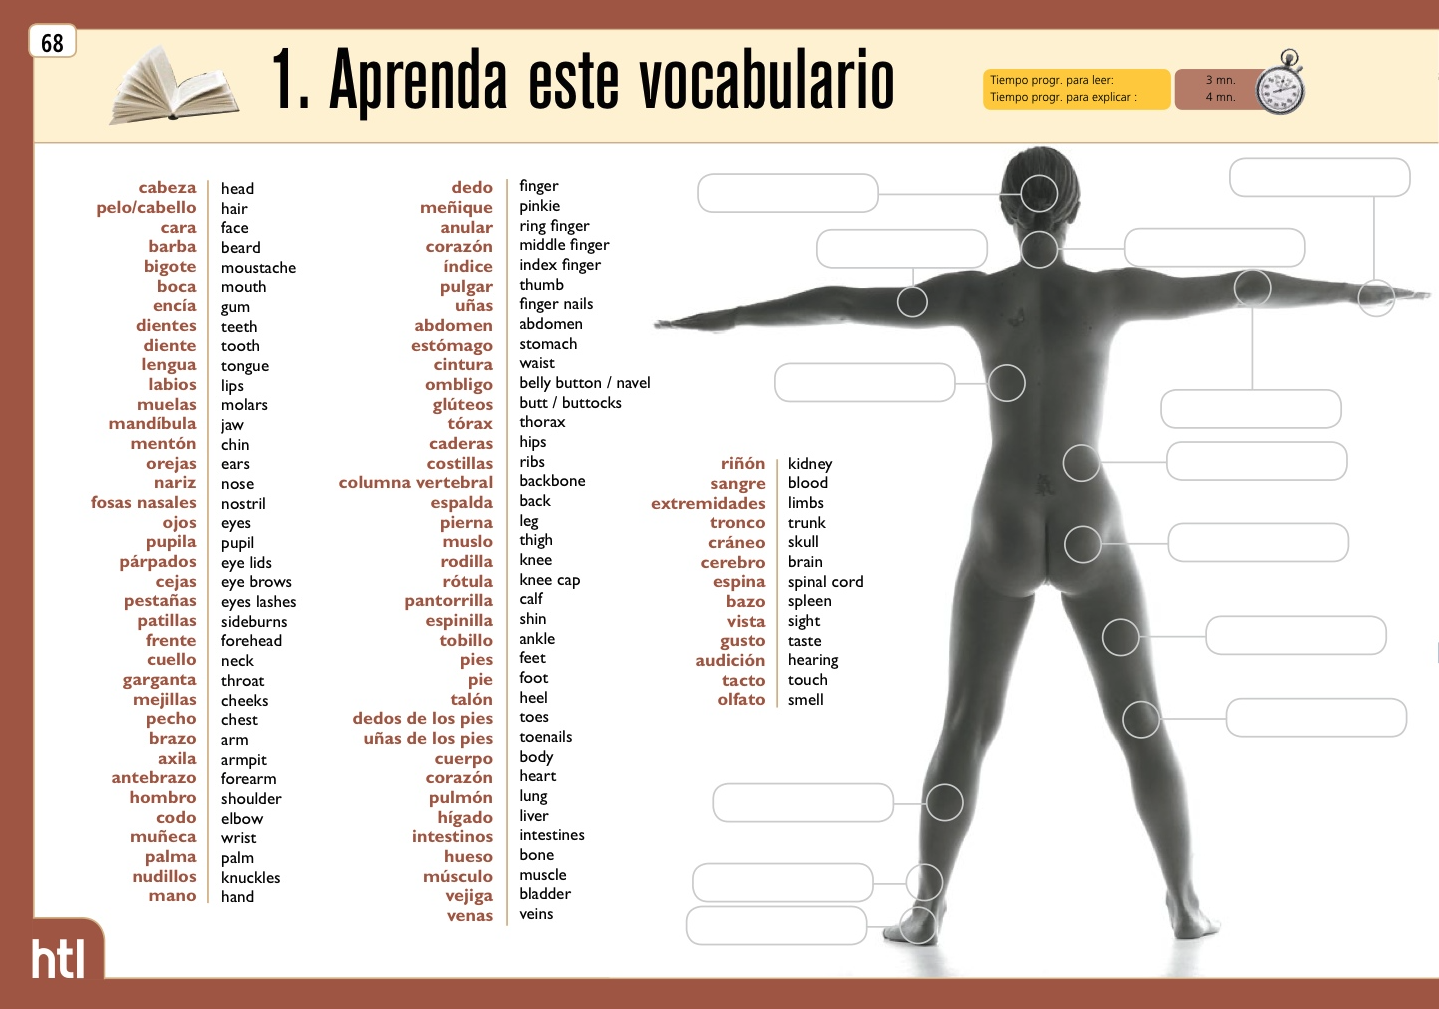 68
1. Aprenda este vocabulario
Tiempo progr. para leer: 3 mn.
Tiempo progr. para explicar : 4 mn.
cabeza head
pelo/cabello hair
cara face
barba beard
bigote moustache
boca mouth
encía gum
dientes teeth
diente tooth
lengua tongue
labios lips
muelas molars
mandíbula jaw
mentón chin
orejas ears
nariz nose
fosas nasales nostril
ojos eyes
pupila pupil
párpados eye lids
cejas eye brows
pestañas eyes lashes
patillas sideburns
frente forehead
cuello neck
garganta throat
mejillas cheeks
pecho chest
brazo arm
axila armpit
antebrazo forearm
hombro shoulder
codo elbow
muñeca wrist
palma palm
nudillos knuckles
mano hand
dedo finger
meñique pinkie
anular ring finger
corazón middle finger
índice index finger
pulgar thumb
uñas finger nails
abdomen abdomen
estómago stomach
cintura waist
ombligo belly button / navel
glúteos butt / buttocks
tórax thorax
caderas hips
costillas ribs
columna vertebral backbone
espalda back
pierna leg
muslo thigh
rodilla knee
rótula knee cap
pantorrilla calf
espinilla shin
tobillo ankle
pies feet
pie foot
talón heel
dedos de los pies toes
uñas de los pies toenails
cuerpo body
corazón heart
pulmón lung
hígado liver
intestinos intestines
hueso bone
músculo muscle
vejiga bladder
venas veins
riñón kidney
sangre blood
extremidades limbs
tronco trunk
cráneo skull
cerebro brain
espina spinal cord
bazo spleen
vista sight
gusto taste
audición hearing
tacto touch
olfato smell
htl